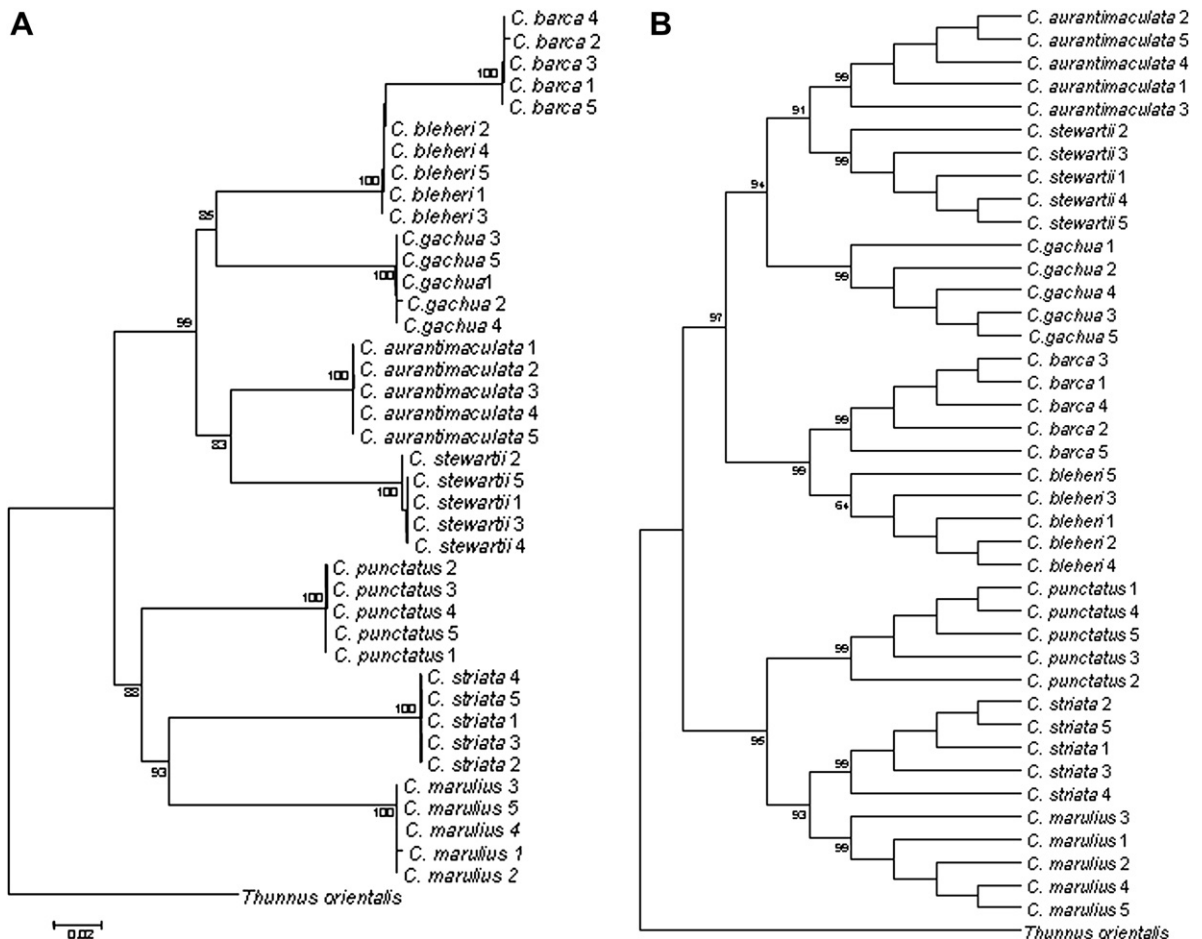 A
C. barca 4
C. barca 2
C. barca 3
100
C. barca 1
C. barca 5
C. bleheri 2
C. bleheri 4
C. bleheri 5
100
C. bleheri 1
C. bleheri 3
85
C.gachua 3
C.gachua 5
100
C.gachua1
C.gachua 2
C.gachua 4
99
C. aurantimaculata 1
C. aurantimaculata 2
100
C. aurantimaculata 3
C. aurantimaculata 4
C. aurantimaculata 5
83
C. stewartii 2
C. stewartii 5
100
C. stewartii 1
C. stewartii 3
C. stewartii 4
C. punctatus 2
C. punctatus 3
100
C. punctatus 4
C. punctatus 5
C. punctatus 1
88
C. striata 4
C. striata 5
100
C. striata 1
C. striata 3
C. striata 2
93
C. marulius 3
C. marulius 5
100
C. marulius 4
C. marulius 1
C. marulius 2
Thunnus orientalis
0.02
B
C. aurantimaculata 2
C. aurantimaculata 5
C. aurantimaculata 4
99
C. aurantimaculata 1
C. aurantimaculata 3
91
C. stewartii 2
C. stewartii 3
99
C. stewartii 1
C. stewartii 4
C. stewartii 5
94
C.gachua 1
C.gachua 2
99
C.gachua 4
C.gachua 3
C.gachua 5
97
C. barca 3
C. barca 1
C. barca 4
99
C. barca 2
C. barca 5
99
C. bleheri 5
C. bleheri 3
64
C. bleheri 1
C. bleheri 2
C. bleheri 4
C. punctatus 1
C. punctatus 4
C. punctatus 5
99
C. punctatus 3
C. punctatus 2
95
C. striata 2
C. striata 5
C. striata 1
99
C. striata 3
C. striata 4
93
C. marulius 3
C. marulius 1
99
C. marulius 2
C. marulius 4
C. marulius 5
Thunnus orientalis